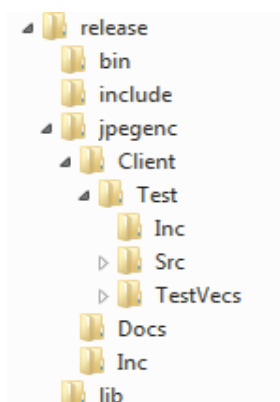 release
bin
include
jpegenc
Client
Test
Inc
Src
TestVecs
Docs
Inc
lib